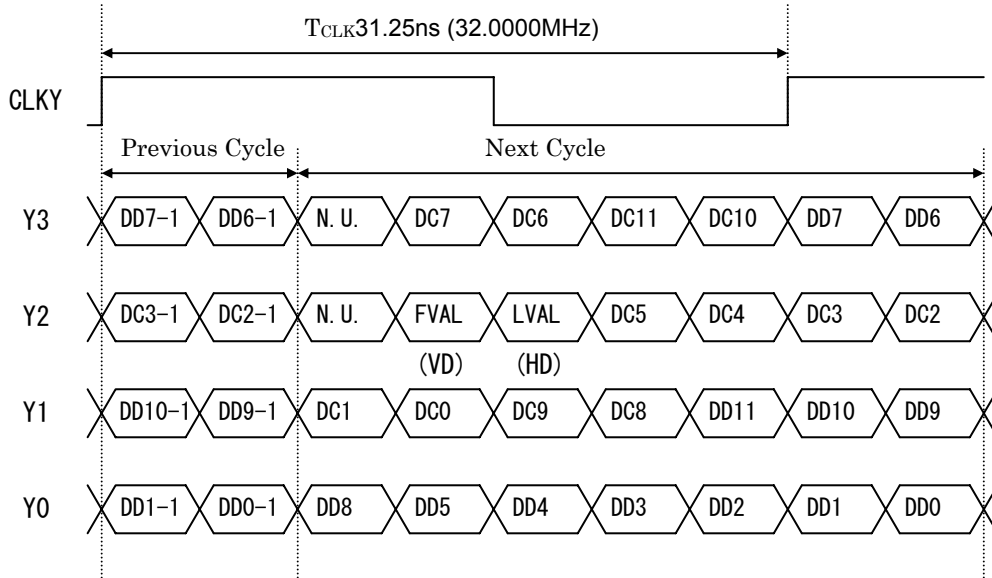 TCLK31.25ns (32.0000MHz)
CLKY
Previous Cycle Next Cycle
Y3 DD7-1 DD6-1 N.U. DC7 DC6 DC11 DC10 DD7 DD6
Y2 DC3-1 DC2-1 N.U. FVAL LVAL DC5 DC4 DC3 DC2
(VD) (HD)
Y1 DD10-1 DD9-1 DC1 DC0 DC9 DC8 DD11 DD10 DD9
Y0 DD1-1 DD0-1 DD8 DD5 DD4 DD3 DD2 DD1 DD0